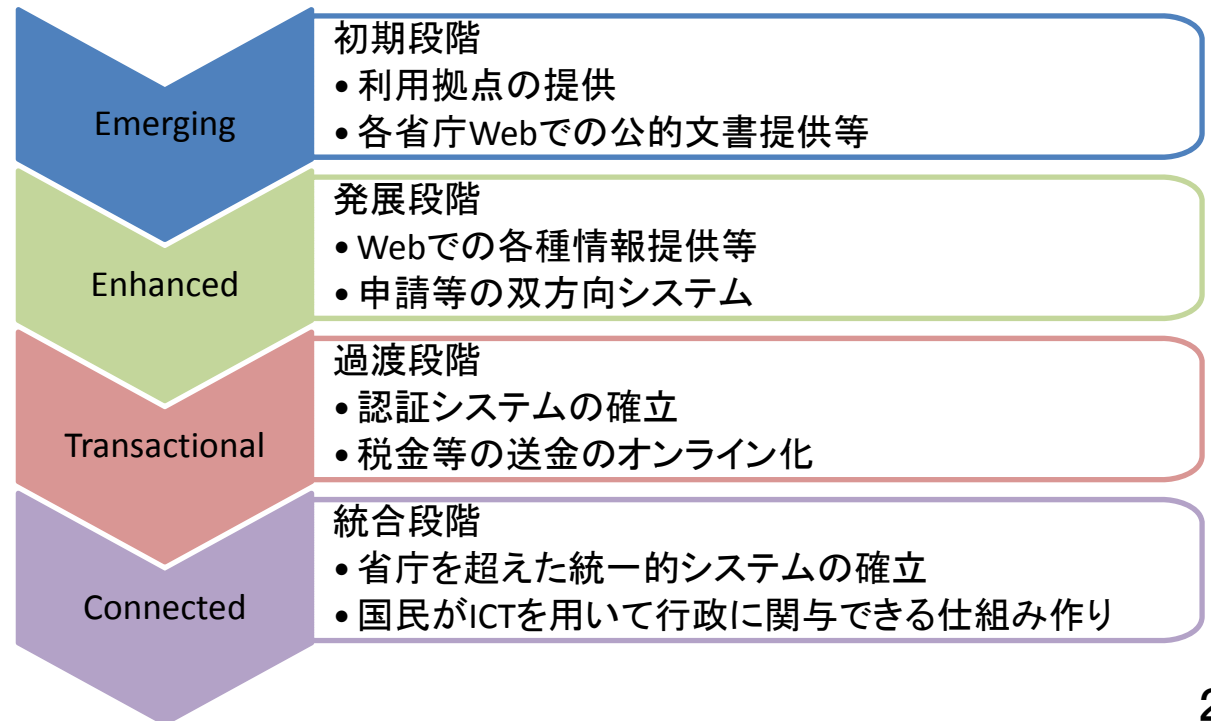 Emerging
初期段階
• 利用拠点の提供
• 各省庁Webでの公的文書提供等
Enhanced
発展段階
• Webでの各種情報提供等
• 申請等の双方向システム
Transactional
過渡段階
• 認証システムの確立
• 税金等の送金のオンライン化
Connected
統合段階
• 省庁を超えた統一的システムの確立
• 国民がICTを用いて行政に関与できる仕組み作り